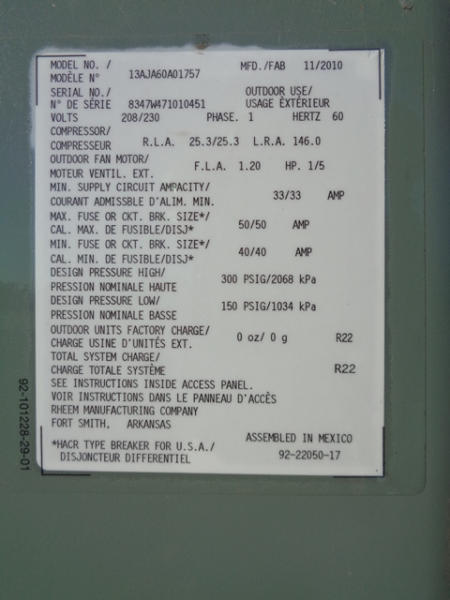 MODEL NO. / MFD./FAB 11/2010
MODÈLE N° 13AJA60A01757
SERIAL NO./ OUTDOOR USE/
N° DE SÉRIE 8347W471010451 USAGE ÈXTÉRIEUR
VOLTS 208/230 PHASE. 1 HERTZ 60
COMPRESSOR/
COMPRESSEUR R.L.A. 25.3/25.3 L.R.A. 146.0
OUTDOOR FAN MOTOR/
MOTEUR VENTIL. EXT. F.L.A. 1.20 HP. 1/5
MIN. SUPPLY CIRCUIT AMPACITY/
COURANT ADMISSBLE D'ALIM. MIN. 33/33 AMP
MAX. FUSE OR CKT. BRK. SIZE*/
CAL. MAX. DE FUSIBLE/DISJ* 50/50 AMP
MIN. FUSE OR CKT. BRK. SIZE*/
CAL. MIN. DE FUSIBLE/DISJ* 40/40 AMP
DESIGN PRESSURE HIGH/
PRESSION NOMINALE HAUTE 300 PSIG/2068 kPa
DESIGN PRESSURE LOW/
PRESSION NOMINALE BASSE 150 PSIG/1034 kPa
OUTDOOR UNITS FACTORY CHARGE/
CHARGE USINE D'UNITÉS EXT. 0 oz/ 0 g R22
TOTAL SYSTEM CHARGE/
CHARGE TOTALE SYSTÈME R22
SEE INSTRUCTIONS INSIDE ACCESS PANEL.
VOIR INSTRUCTIONS DANS LE PANNEAU D'ACCÈS
RHEEM MANUFACTURING COMPANY
FORT SMITH, ARKANSAS
*HACR TYPE BREAKER FOR U.S.A./ ASSEMBLED IN MEXICO
DISJONCTEUR DIFFERENTIEL 92-22050-17
92-101228-29-01